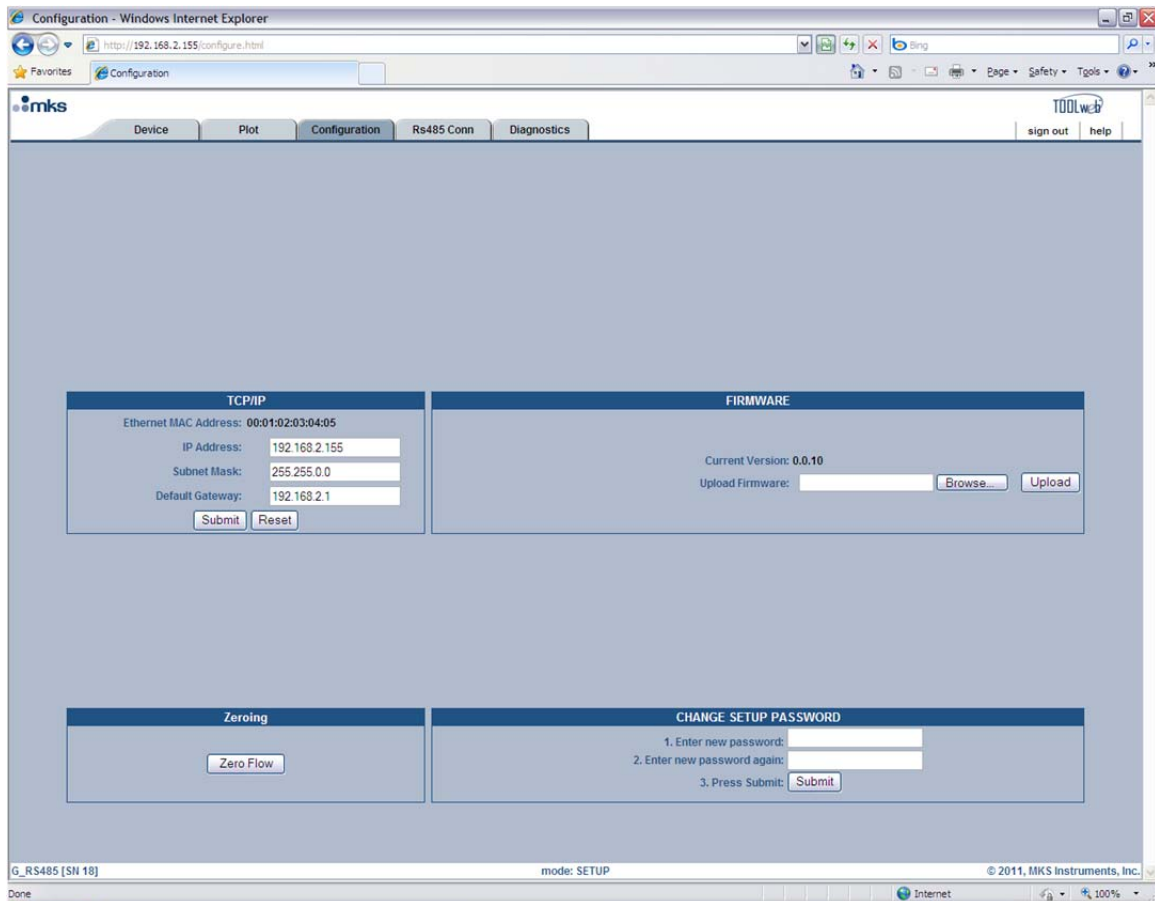 Configuration - Windows Internet Explorer
http://192.168.2.155/configure.html
Bing
Favorites
Configuration
Page
Safety
Tools
mks
TOOLweb
Device
Plot
Configuration
Rs485 Conn
Diagnostics
sign out
help
TCP/IP
Ethernet MAC Address: 00:01:02:03:04:05
IP Address: 192.168.2.155
Subnet Mask: 255.255.0.0
Default Gateway: 192.168.2.1
Submit
Reset
FIRMWARE
Current Version: 0.0.10
Upload Firmware:
Browse...
Upload
Zeroing
Zero Flow
CHANGE SETUP PASSWORD
1. Enter new password:
2. Enter new password again:
3. Press Submit: Submit
G_RS485 [SN 18]
mode: SETUP
© 2011, MKS Instruments, Inc.
Done
Internet
100%